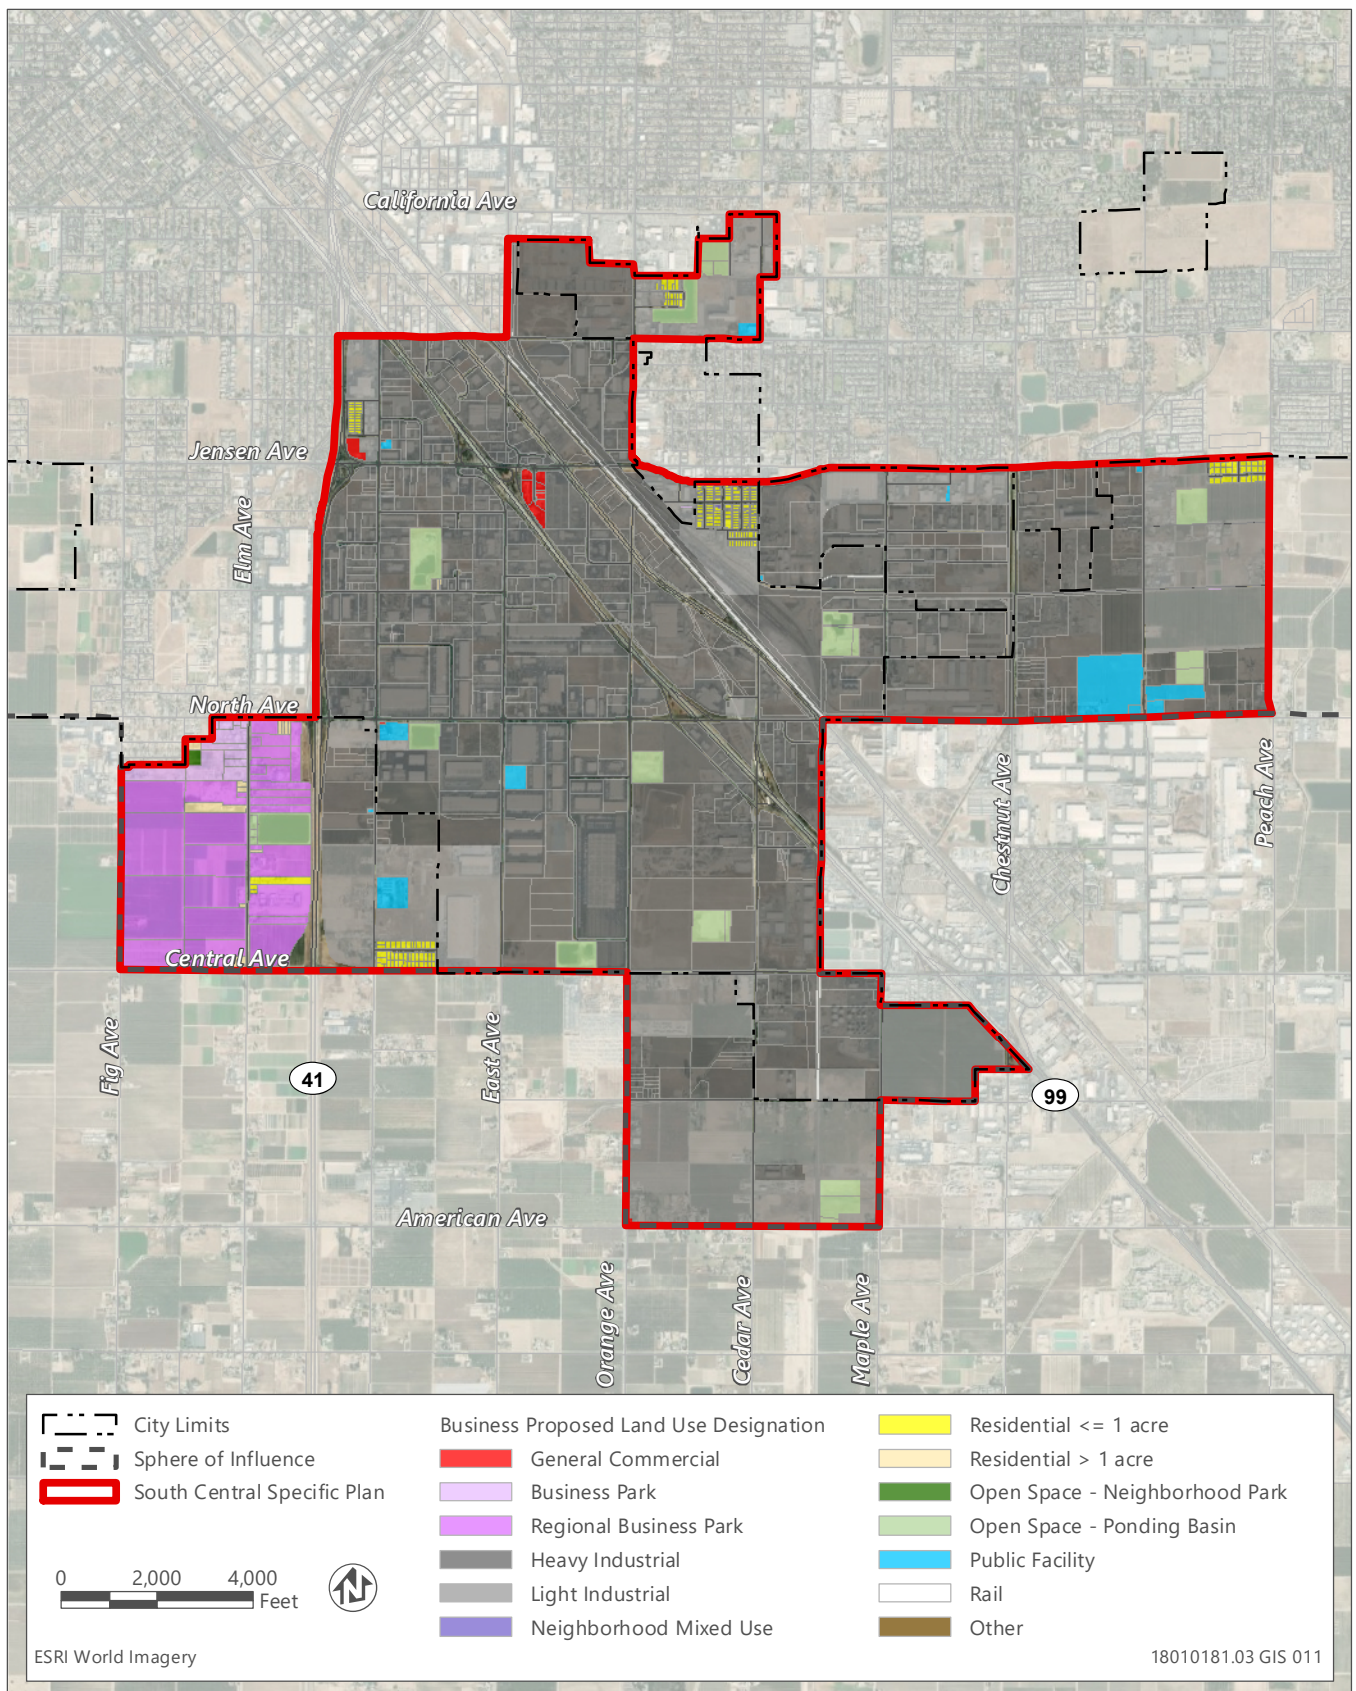 California Ave
Jensen Ave
Elm Ave
North Ave
Chestnut Ave
Peach Ave
Central Ave
Fig Ave
East Ave
41
99
American Ave
Orange Ave
Cedar Ave
Maple Ave
City Limits
Sphere of Influence
South Central Specific Plan
0 2,000 4,000
Feet
N
Business Proposed Land Use Designation
General Commercial
Business Park
Regional Business Park
Heavy Industrial
Light Industrial
Neighborhood Mixed Use
Residential <= 1 acre
Residential > 1 acre
Open Space - Neighborhood Park
Open Space - Ponding Basin
Public Facility
Rail
Other
ESRI World Imagery
18010181.03 GIS 011